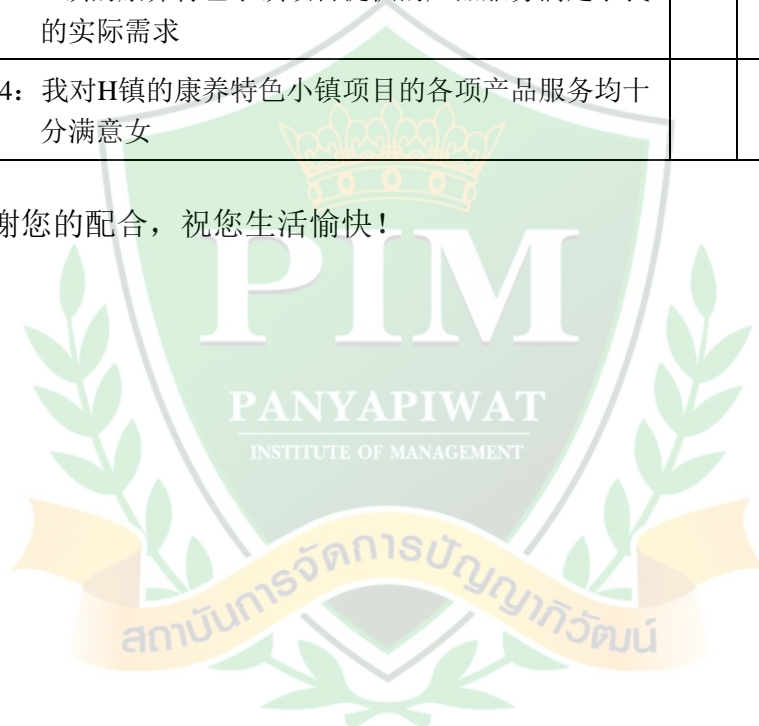 的实际需求
4：我对H镇的康养特色小镇项目的各项产品服务均十
分满意女
谢您的配合，祝您生活愉快！
PIM
PANYAPIWAT
INSTITUTE OF MANAGEMENT
สถาบันการจัดการปัญญาภิวัฒน์